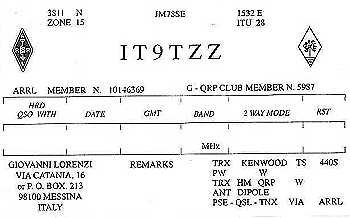 3811 N JM78SE 1532 E
ZONE 15 ITU 28
IT9TZZ
ARRL MEMBER N. 10146369 G - QRP CLUB MEMBER N. 5987
HRD
QSO WITH DATE GMT BAND 2 WAY MODE RST
MHz
GIOVANNI LORENZI REMARKS TRX KENWOOD TS 440S
VIA CATANIA, 16 PW W
or P. O. BOX. 213 TRX HM QRP W
98100 MESSINA ANT DIPOLE
ITALY PSE - QSL - TNX VIA ARRL